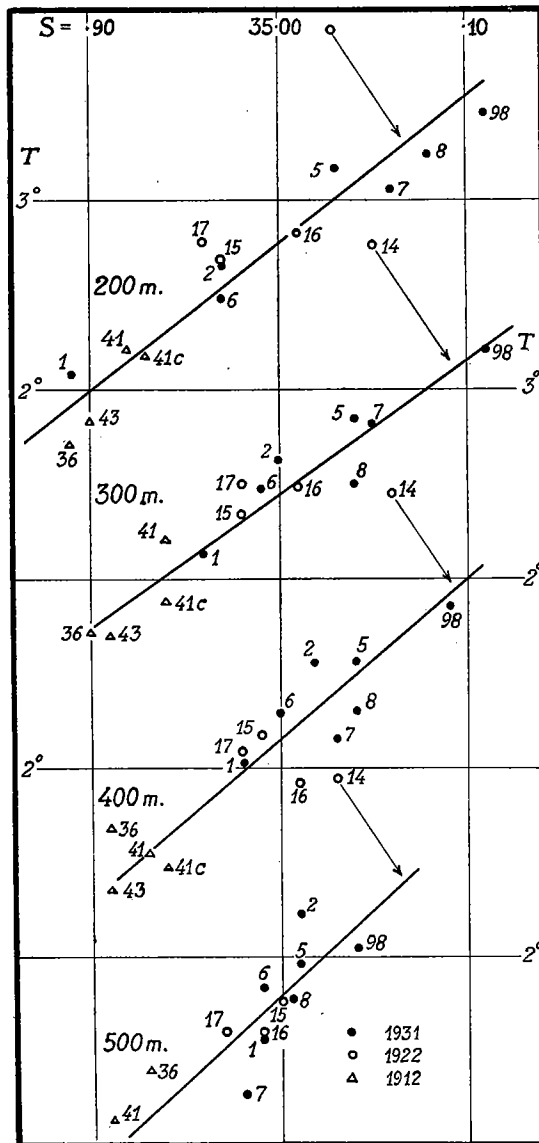 S = .90 35.00 .10
98
T
8
5
3° 7
17
16 14
15
2
200 m.
6
41
T
1 41c 98
2° 3°
43 5 7
36
2
300 m. 17 6 8
16 14
15
41
1
2°
41c
36 43 98
2 5
6
8
15
17 7
1
2° 14
16
400 m.
36
41
41c
43
2
98
5 2°
6
8
15
17 16
500 m. 1 • 1931
36 7 ○ 1922
△ 1912
41